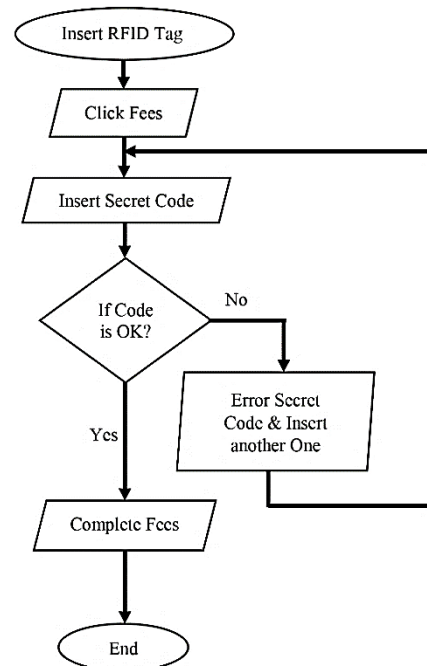 Insert RFID Tag
Click Fees
Insert Secret Code
If Code
is OK?
No
Error Secret
Code & Insert
another One
Yes
Complete Fees
End